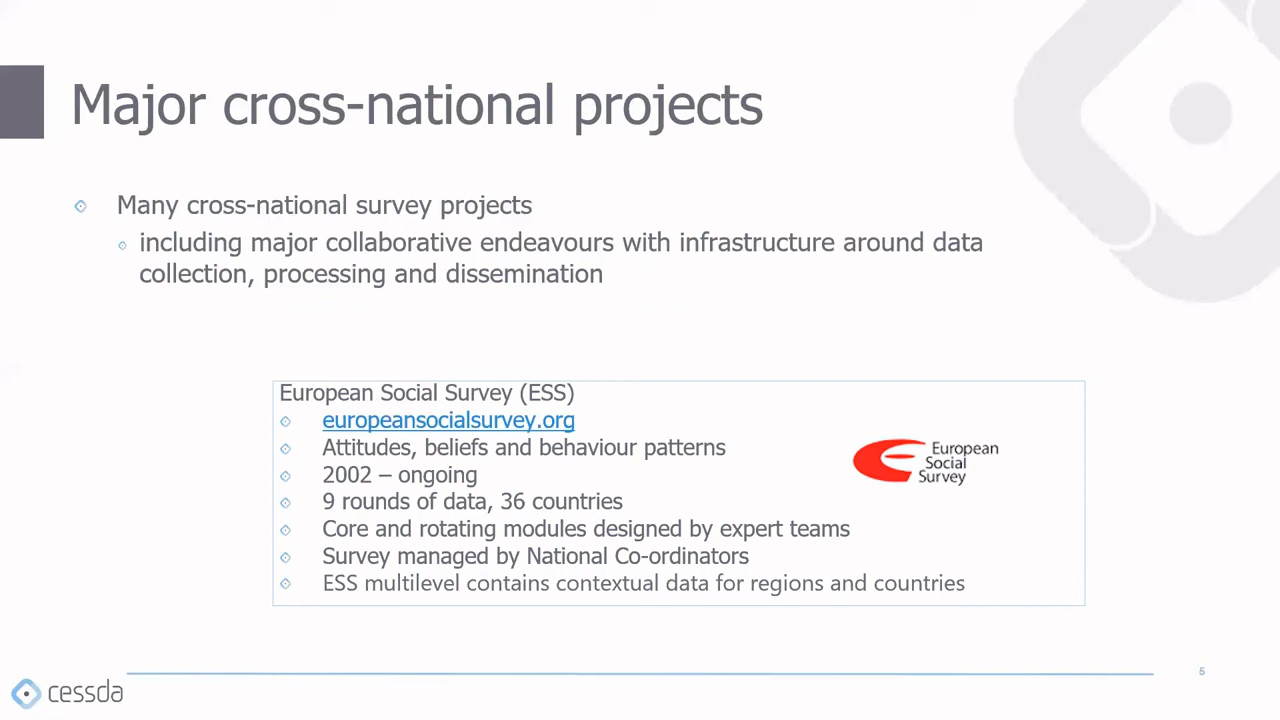 Major cross-national projects
Many cross-national survey projects
including major collaborative endeavours with infrastructure around data
collection, processing and dissemination
European Social Survey (ESS)
europeansocialsurvey.org
Attitudes, beliefs and behaviour patterns
2002 – ongoing
9 rounds of data, 36 countries
Core and rotating modules designed by expert teams
Survey managed by National Co-ordinators
ESS multilevel contains contextual data for regions and countries
European
Social
Survey
cessda
5